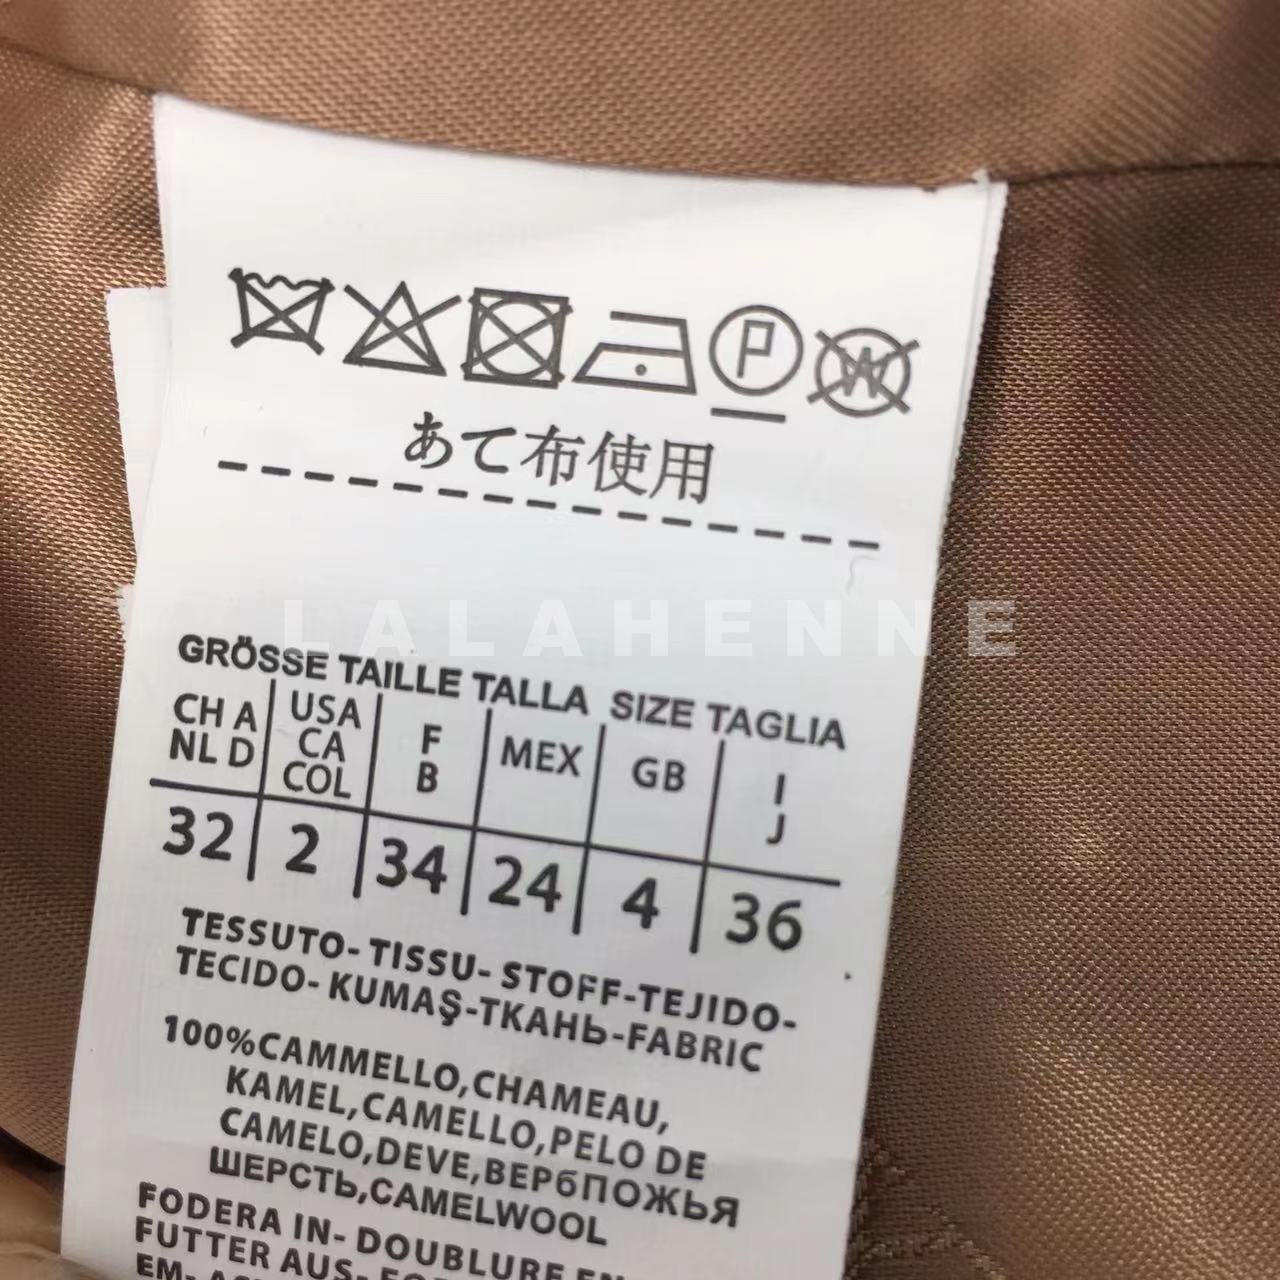 P W
あて布使用
LALAHENNE
GRÖSSE TAILLE TALLA SIZE TAGLIA
CH A NL D | USA CA COL | F B | MEX | GB | I J
32 | 2 | 34 | 24 | 4 | 36
TESSUTO- TISSU- STOFF-TEJIDO-
TECIDO- KUMAŞ-ТКАНЬ-FABRIC
100%CAMMELLO,CHAMEAU,
KAMEL,CAMELLO,PELO DE
CAMELO,DEVE,ВЕРбПОЖЬЯ
ШЕРСТЬ,CAMELWOOL
FODERA IN- DOUBLURE EN
FUTTER AUS-
EM-